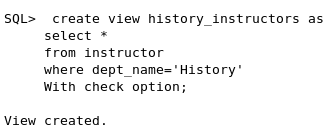 SQL>  create view history_instructors as
     select *
     from instructor
     where dept_name='History'
     With check option;

View created.